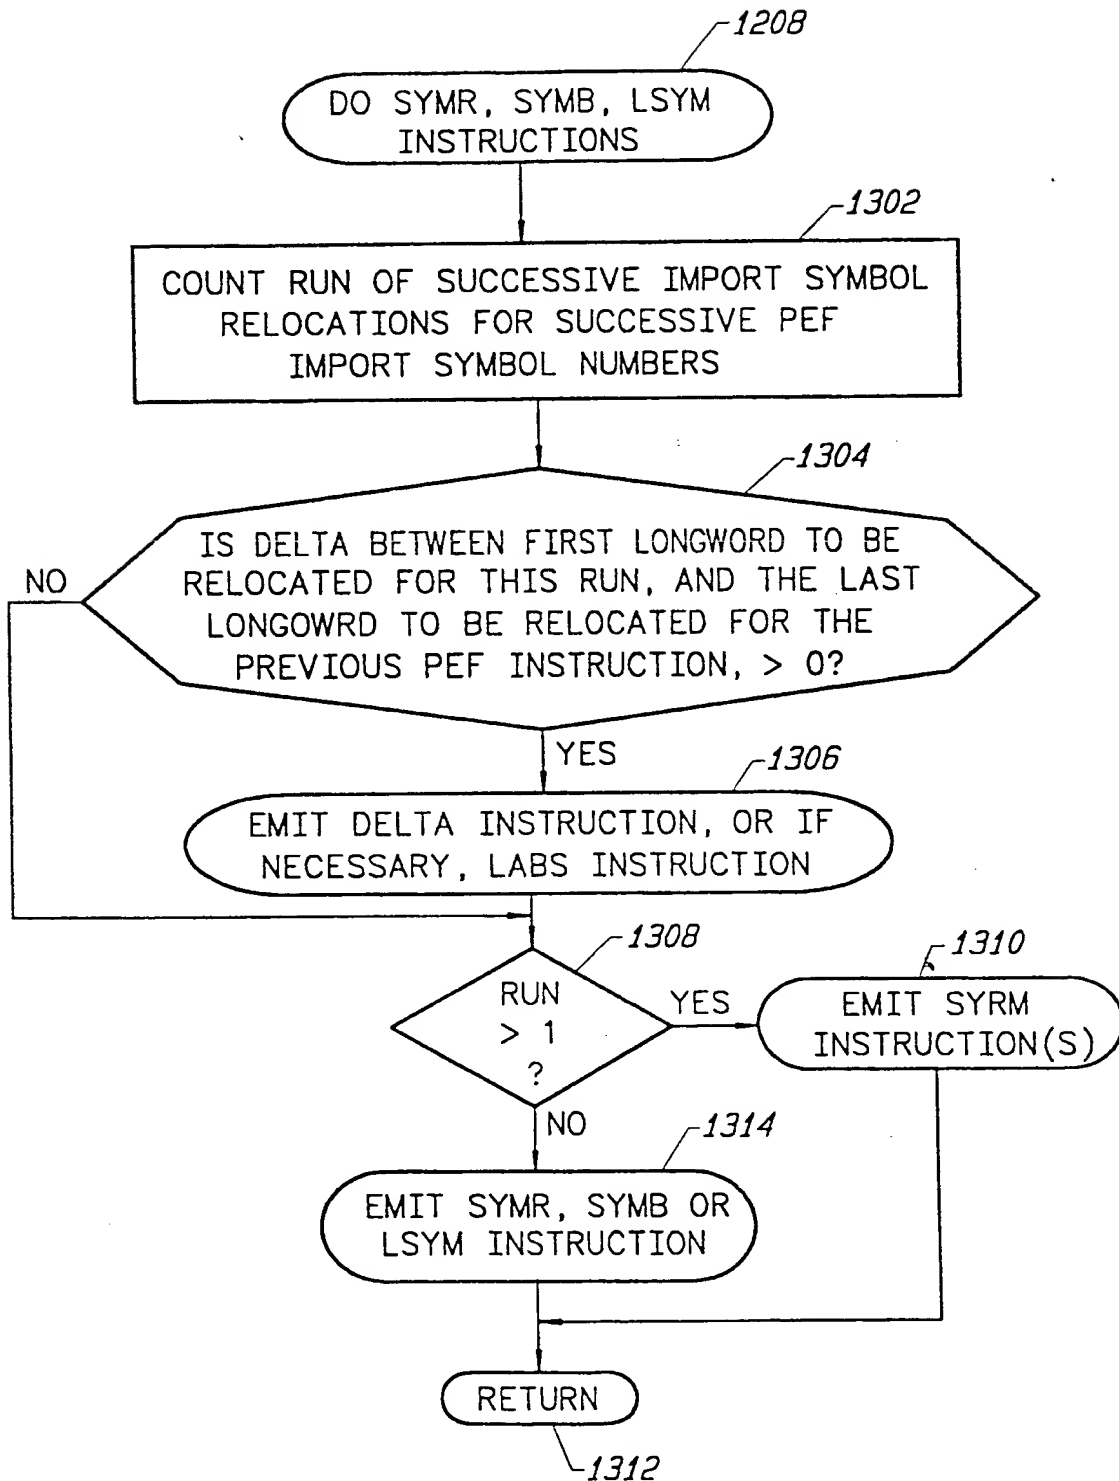 1208
DO SYMR, SYMB, LSYM
INSTRUCTIONS
1302
COUNT RUN OF SUCCESSIVE IMPORT SYMBOL
RELOCATIONS FOR SUCCESSIVE PEF
IMPORT SYMBOL NUMBERS
1304
IS DELTA BETWEEN FIRST LONGWORD TO BE
RELOCATED FOR THIS RUN, AND THE LAST
LONGOWRD TO BE RELOCATED FOR THE
PREVIOUS PEF INSTRUCTION, > 0?
NO
YES
1306
EMIT DELTA INSTRUCTION, OR IF
NECESSARY, LABS INSTRUCTION
1308
RUN
> 1
?
YES
1310
EMIT SYRM
INSTRUCTION(S)
NO
1314
EMIT SYMR, SYMB OR
LSYM INSTRUCTION
RETURN
1312